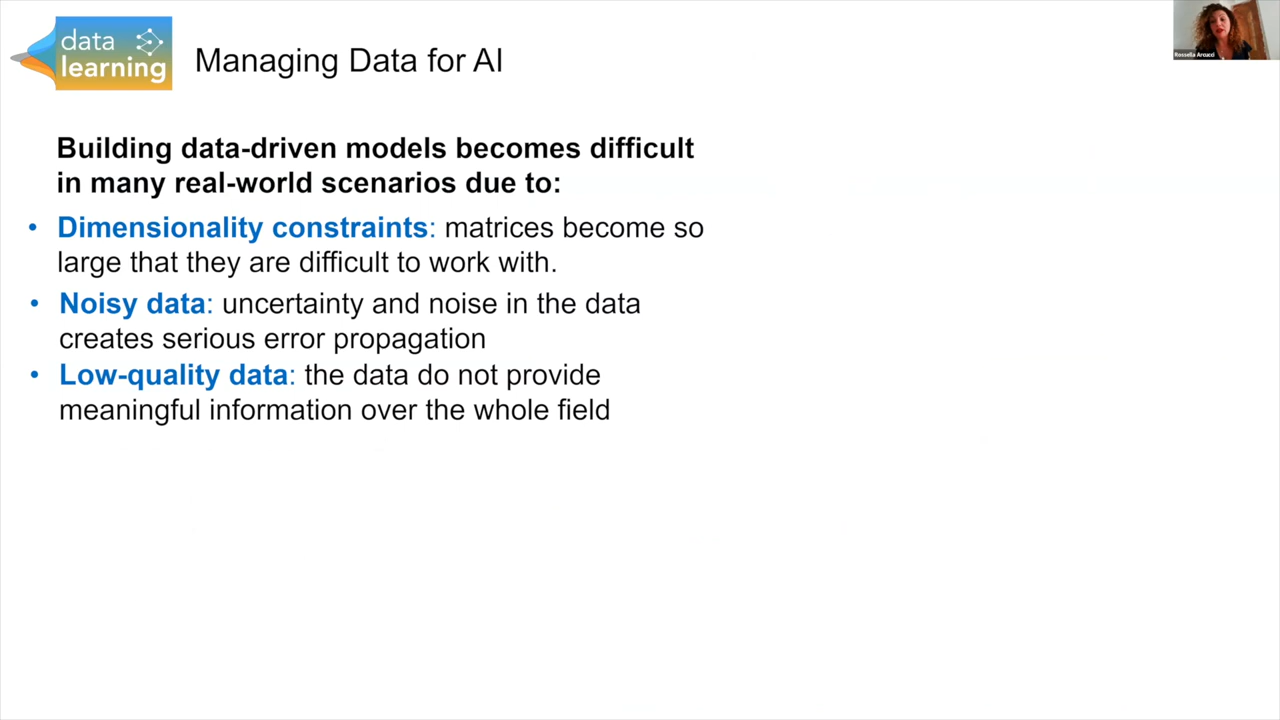 data
learning
Managing Data for AI
Rossella Arcucci
Building data-driven models becomes difficult
in many real-world scenarios due to:
• Dimensionality constraints: matrices become so
large that they are difficult to work with.
• Noisy data: uncertainty and noise in the data
creates serious error propagation
• Low-quality data: the data do not provide
meaningful information over the whole field